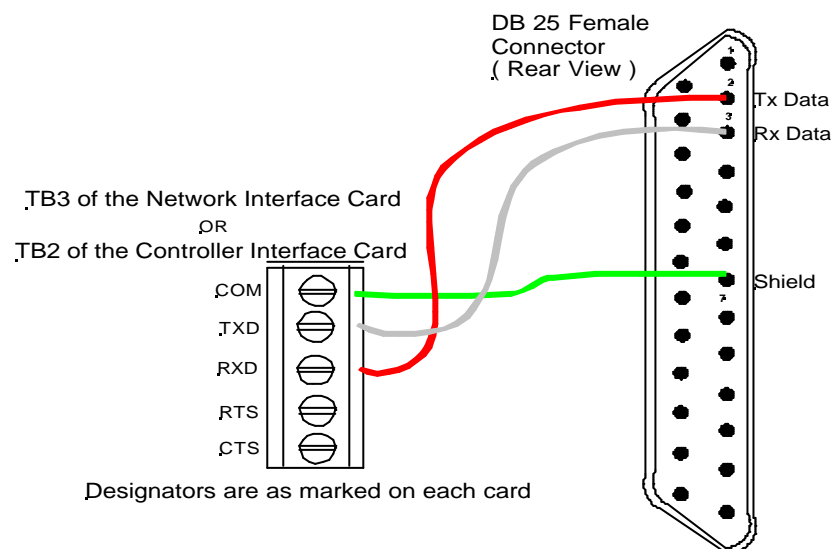 DB 25 Female
Connector
( Rear View )
1
2
Tx Data
3
Rx Data
TB3 of the Network Interface Card
OR
TB2 of the Controller Interface Card
COM
Shield
7
TXD
RXD
RTS
CTS
Designators are as marked on each card